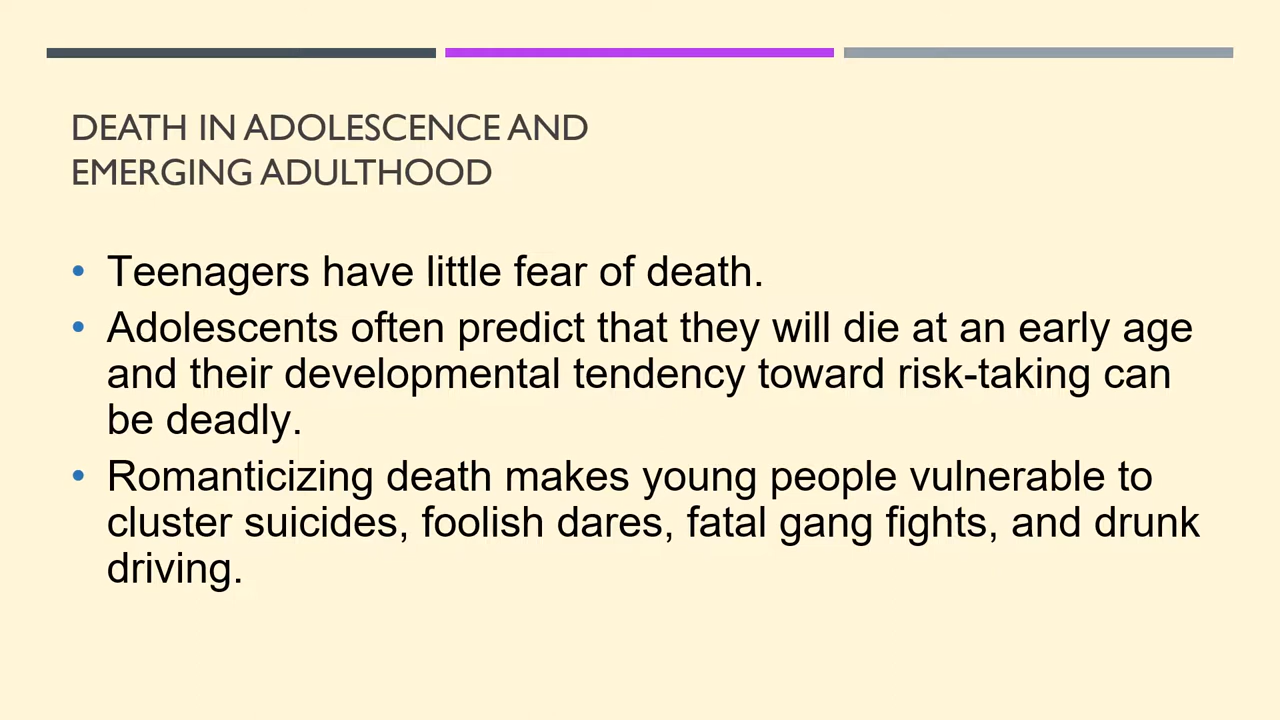 DEATH IN ADOLESCENCE AND
EMERGING ADULTHOOD
• Teenagers have little fear of death.
• Adolescents often predict that they will die at an early age
and their developmental tendency toward risk-taking can
be deadly.
• Romanticizing death makes young people vulnerable to
cluster suicides, foolish dares, fatal gang fights, and drunk
driving.